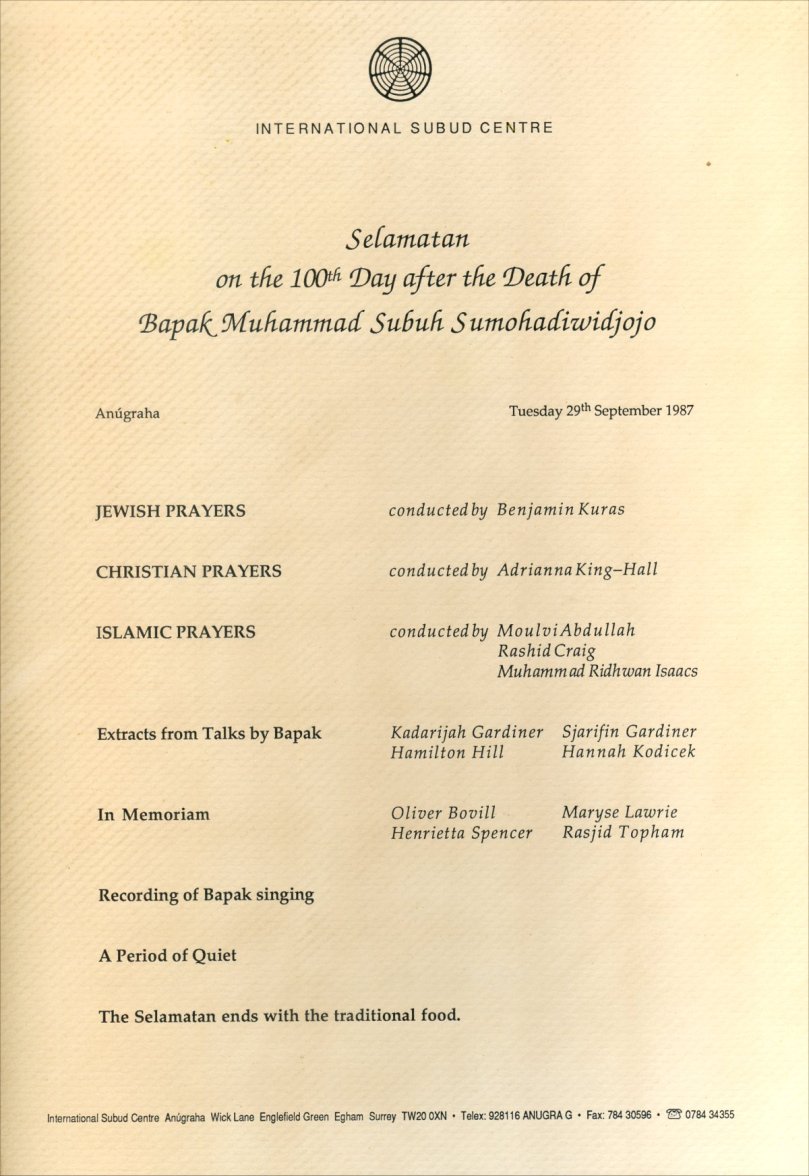 INTERNATIONAL SUBUD CENTRE
Selamatan
on the 100th Day after the Death of
Bapak Muhammad Subuh Sumohadiwidjojo
Anúgraha Tuesday 29th September 1987
JEWISH PRAYERS conducted by Benjamin Kuras
CHRISTIAN PRAYERS conducted by Adrianna King–Hall
ISLAMIC PRAYERS conducted by Moulvi Abdullah
Rashid Craig
Muhammad Ridhwan Isaacs
Extracts from Talks by Bapak Kadarijah Gardiner Sjarifin Gardiner
Hamilton Hill Hannah Kodicek
In Memoriam Oliver Bovill Maryse Lawrie
Henrietta Spencer Rasjid Topham
Recording of Bapak singing
A Period of Quiet
The Selamatan ends with the traditional food.
International Subud Centre Anúgraha Wick Lane Englefield Green Egham Surrey TW20 0XN • Telex: 928116 ANUGRA G • Fax: 784 30596 • ☏ 0784 34355